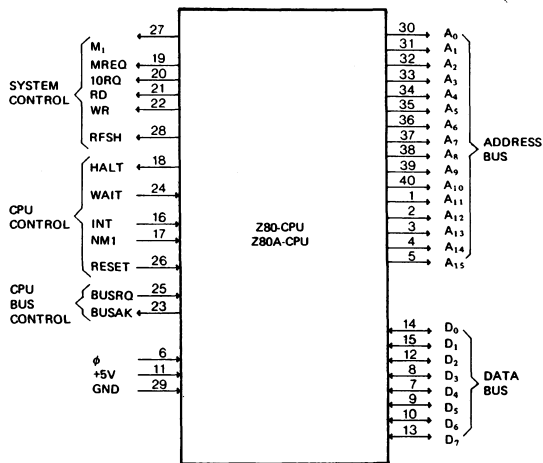 27
M₁
19
MREQ
20
10RQ
21
RD
22
WR
28
RFSH
SYSTEM
CONTROL
18
HALT
24
WAIT
16
INT
17
NM1
26
RESET
CPU
CONTROL
25
BUSRQ
23
BUSAK
CPU
BUS
CONTROL
6
ϕ
11
+5V
29
GND
Z80-CPU
Z80A-CPU
30 A₀
31 A₁
32 A₂
33 A₃
34 A₄
35 A₅
36 A₆
37 A₇
38 A₈
39 A₉
40 A₁₀
1 A₁₁
2 A₁₂
3 A₁₃
4 A₁₄
5 A₁₅
ADDRESS
BUS
14 D₀
15 D₁
12 D₂
8 D₃
7 D₄
9 D₅
10 D₆
13 D₇
DATA
BUS